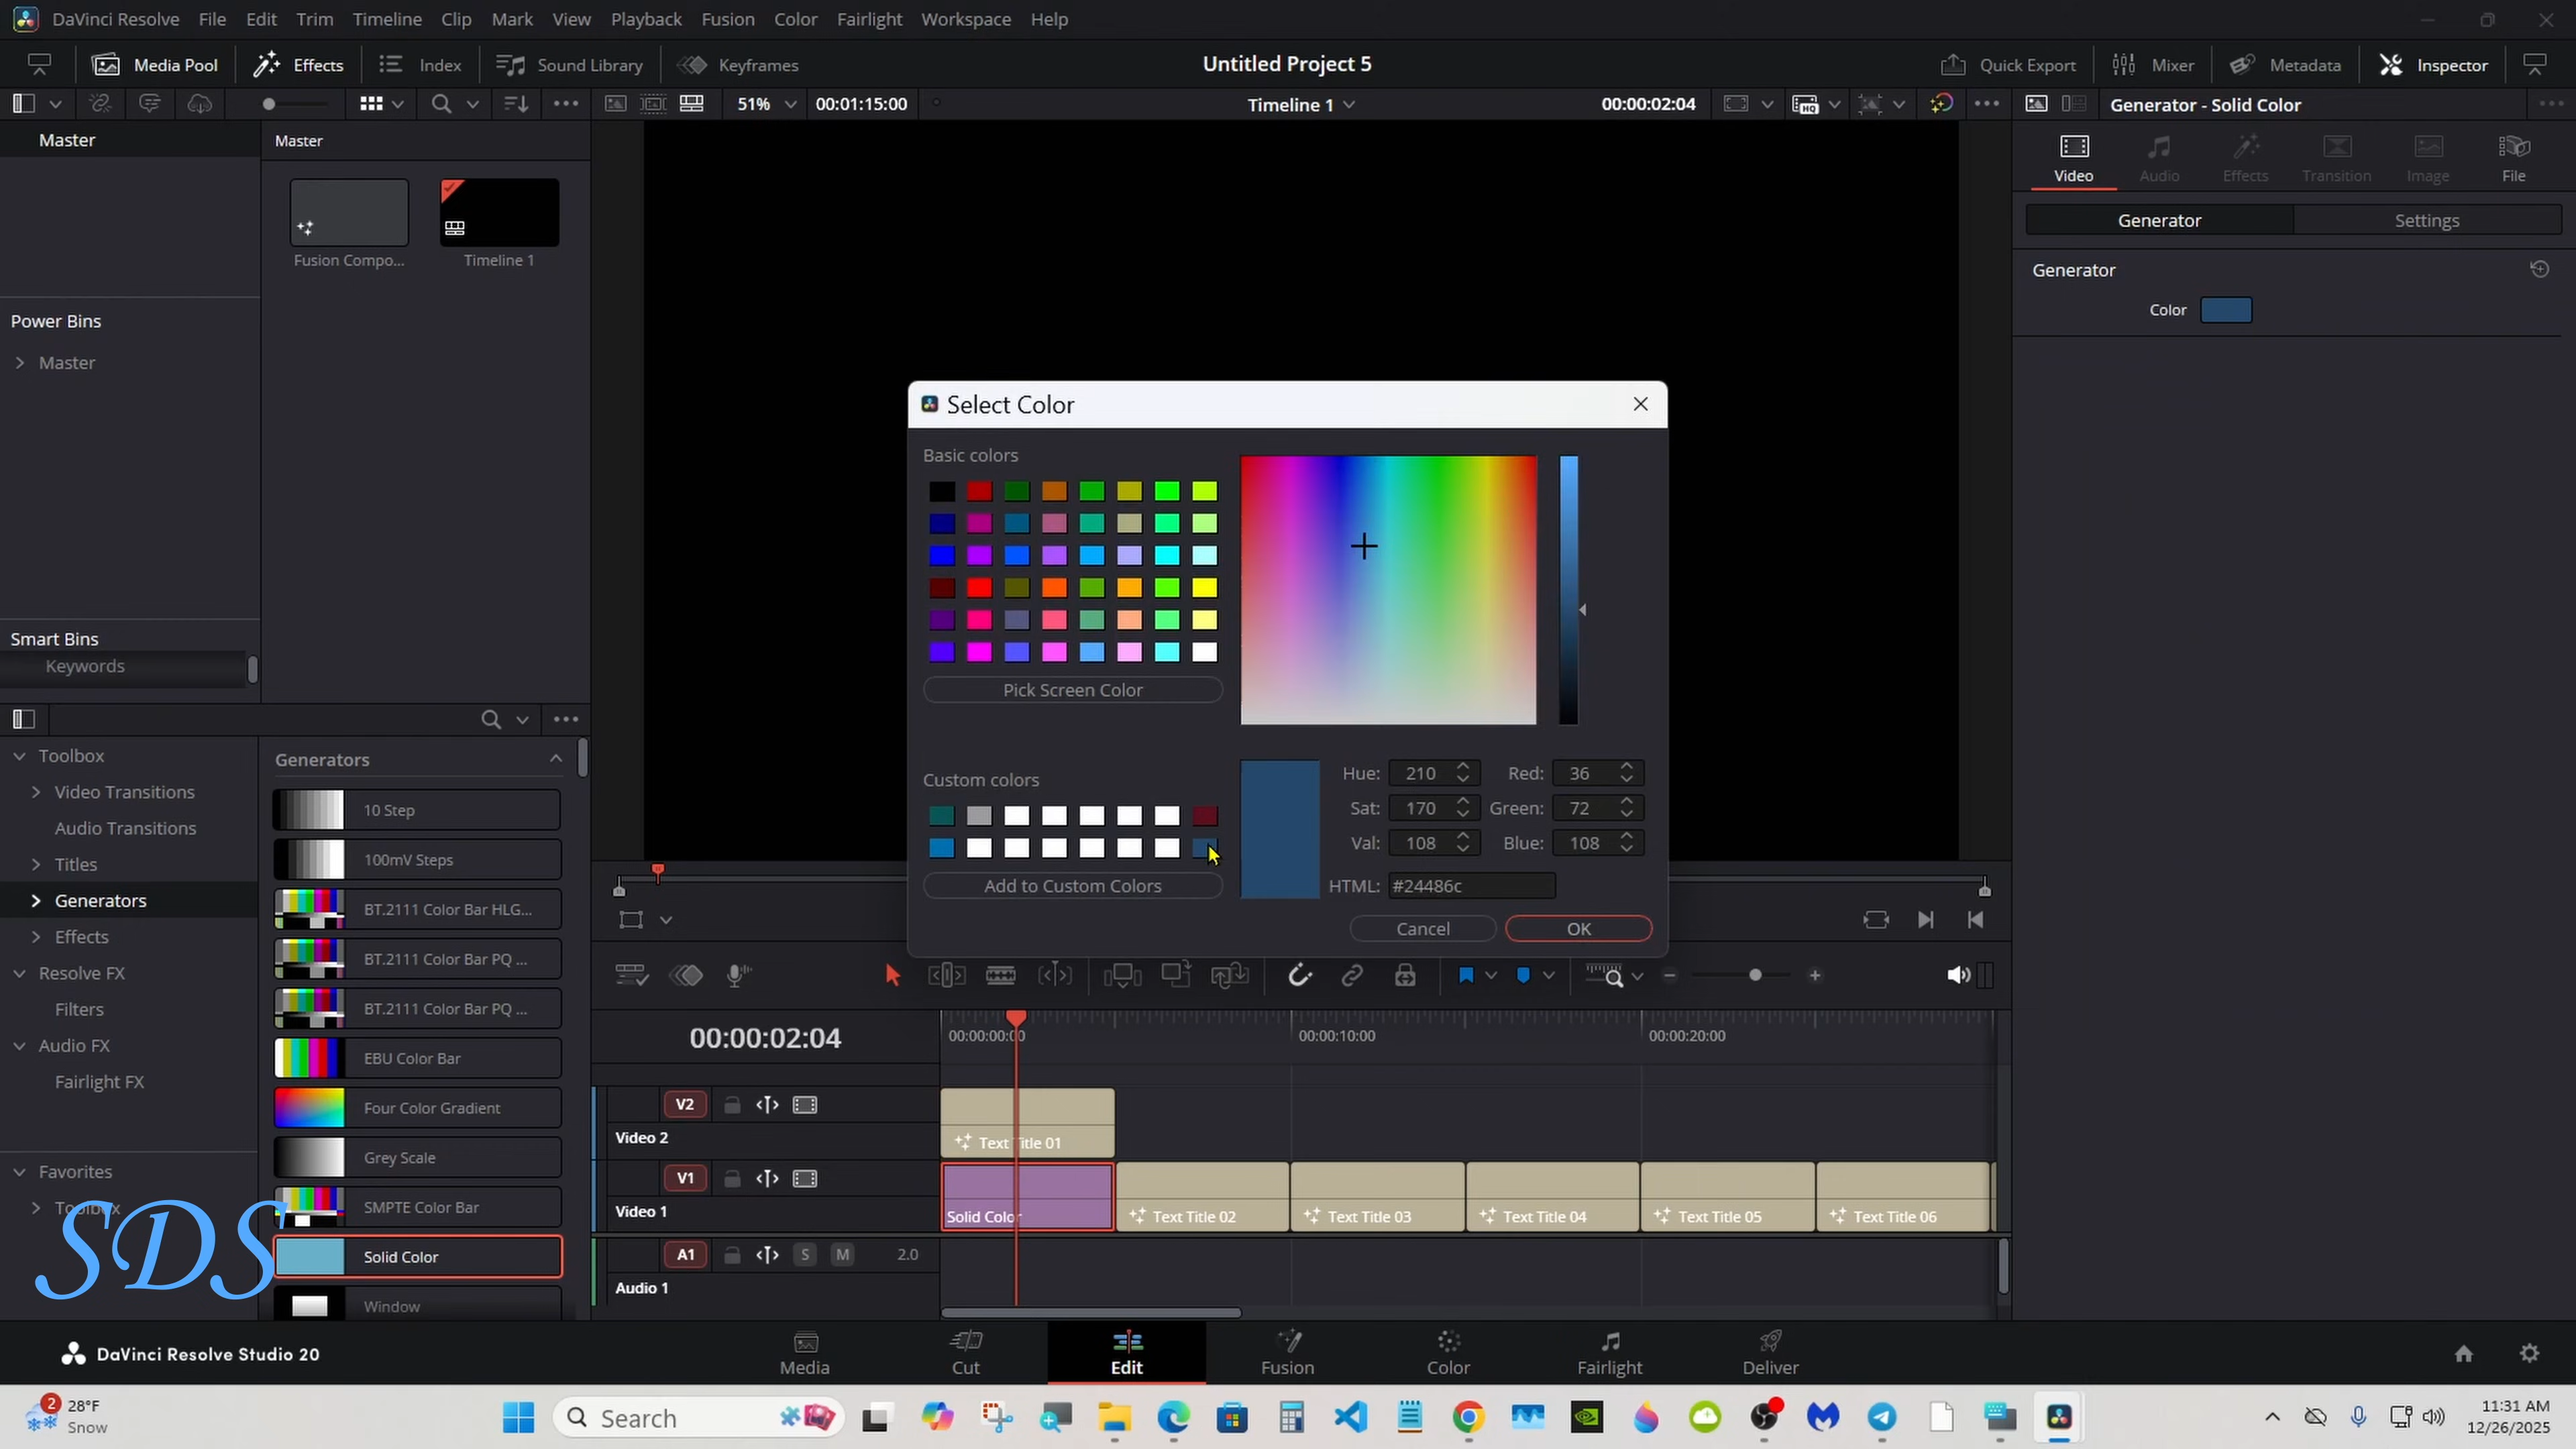 DaVinci Resolve File Edit Trim Timeline Clip Mark View Playback Fusion Color Fairlight Workspace Help
Media Pool Effects Index Sound Library Keyframes Untitled Project 5 Quick Export Mixer Metadata Inspector
51% 00:01:15:00 Timeline 1 00:00:02:04 Generator - Solid Color
Master Master
Video Audio Effects Transition Image File
Generator Settings
Fusion Compo... Timeline 1
Generator
Color
Power Bins
Master
Select Color
Basic colors
Smart Bins
Keywords
Pick Screen Color
Custom colors
Hue: 210 Red: 36
Sat: 170 Green: 72
Val: 108 Blue: 108
Add to Custom Colors
HTML: #24486c
Cancel OK
Toolbox
Video Transitions
Audio Transitions
Titles
Generators
Effects
Resolve FX
Filters
Audio FX
Fairlight FX
Favorites
Generators
10 Step
100mV Steps
BT.2111 Color Bar HLG...
BT.2111 Color Bar PQ ...
BT.2111 Color Bar PQ ...
EBU Color Bar
Four Color Gradient
Grey Scale
SMPTE Color Bar
Solid Color
Window
SDS
00:00:02:04 00:00:00:00 00:00:10:00 00:00:20:00
V2
Video 2
Text Title 01
V1
Video 1
Solid Color Text Title 02 Text Title 03 Text Title 04 Text Title 05 Text Title 06
A1 S M 2.0
Audio 1
DaVinci Resolve Studio 20
Media Cut Edit Fusion Color Fairlight Deliver
2
28°F
Snow
Search
11:31 AM
12/26/2025